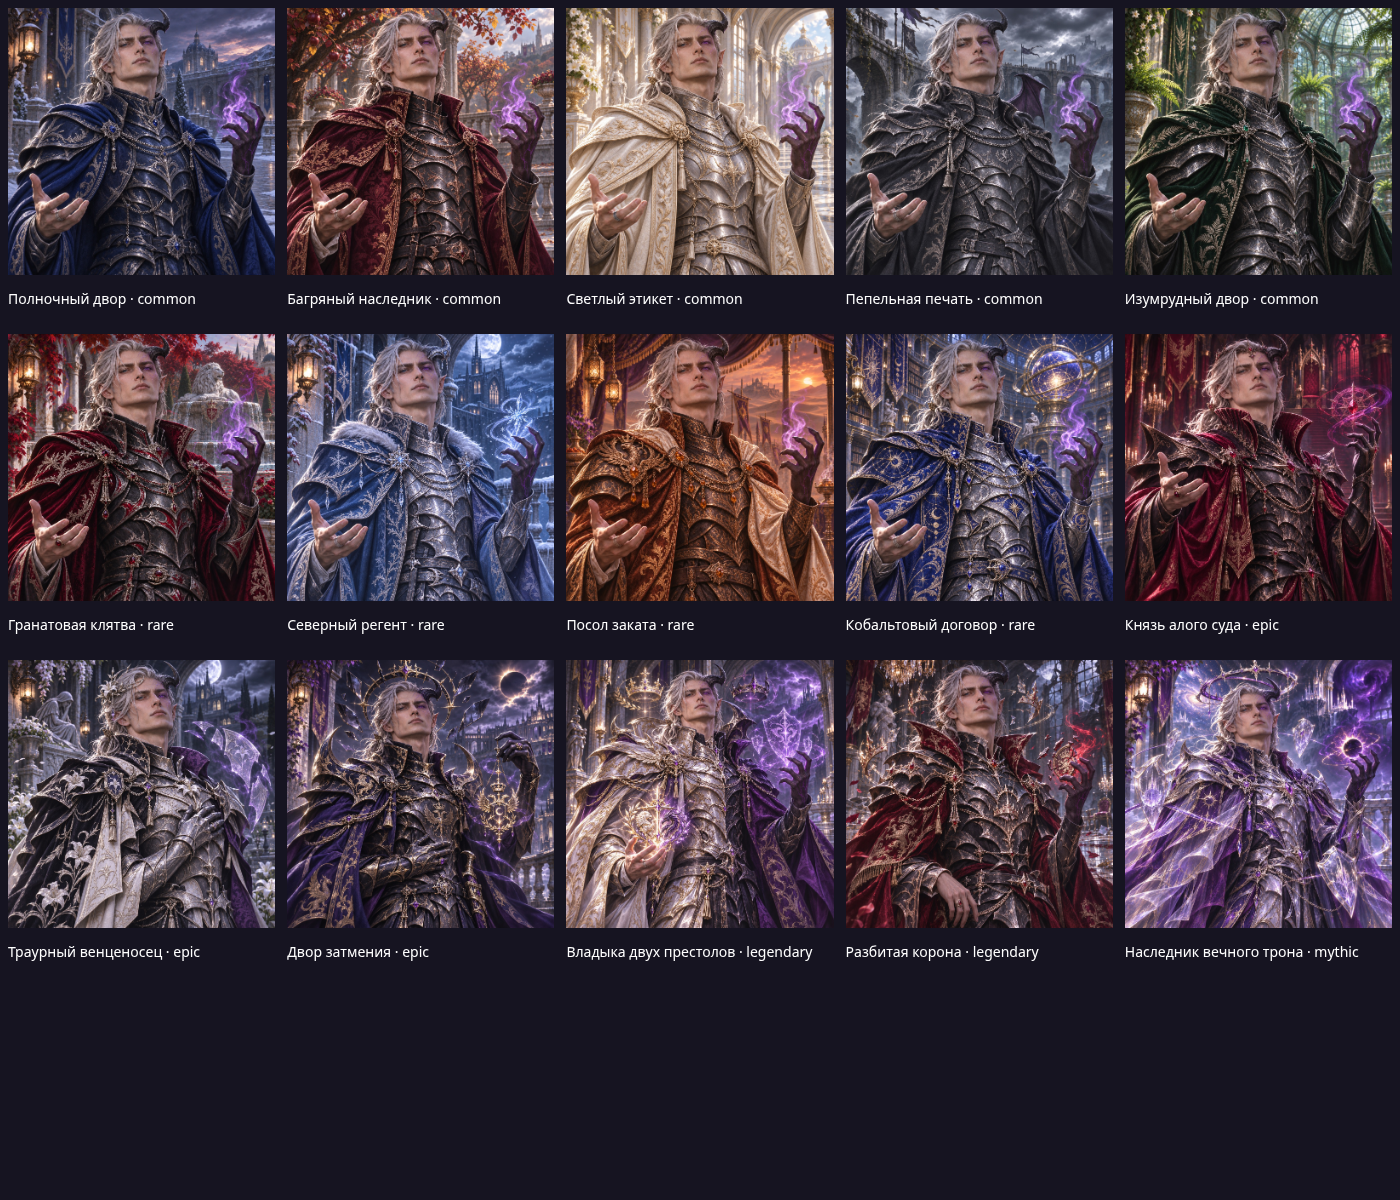 Полночный двор · common
Багряный наследник · common
Светлый этикет · common
Пепельная печать · common
Изумрудный двор · common
Гранатовая клятва · rare
Северный регент · rare
Посол заката · rare
Кобальтовый договор · rare
Князь алого суда · epic
Траурный венценосец · epic
Двор затмения · epic
Владыка двух престолов · legendary
Разбитая корона · legendary
Наследник вечного трона · mythic